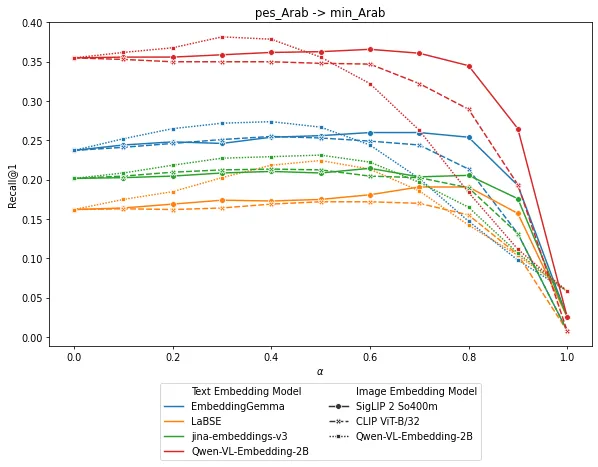 pes_Arab -> min_Arab
Recall@1
0.40
0.35
0.30
0.25
0.20
0.15
0.10
0.05
0.00
0.0 0.2 0.4 0.6 0.8 1.0
α
Text Embedding Model
EmbeddingGemma
LaBSE
jina-embeddings-v3
Qwen-VL-Embedding-2B
Image Embedding Model
SigLIP 2 So400m
CLIP ViT-B/32
Qwen-VL-Embedding-2B